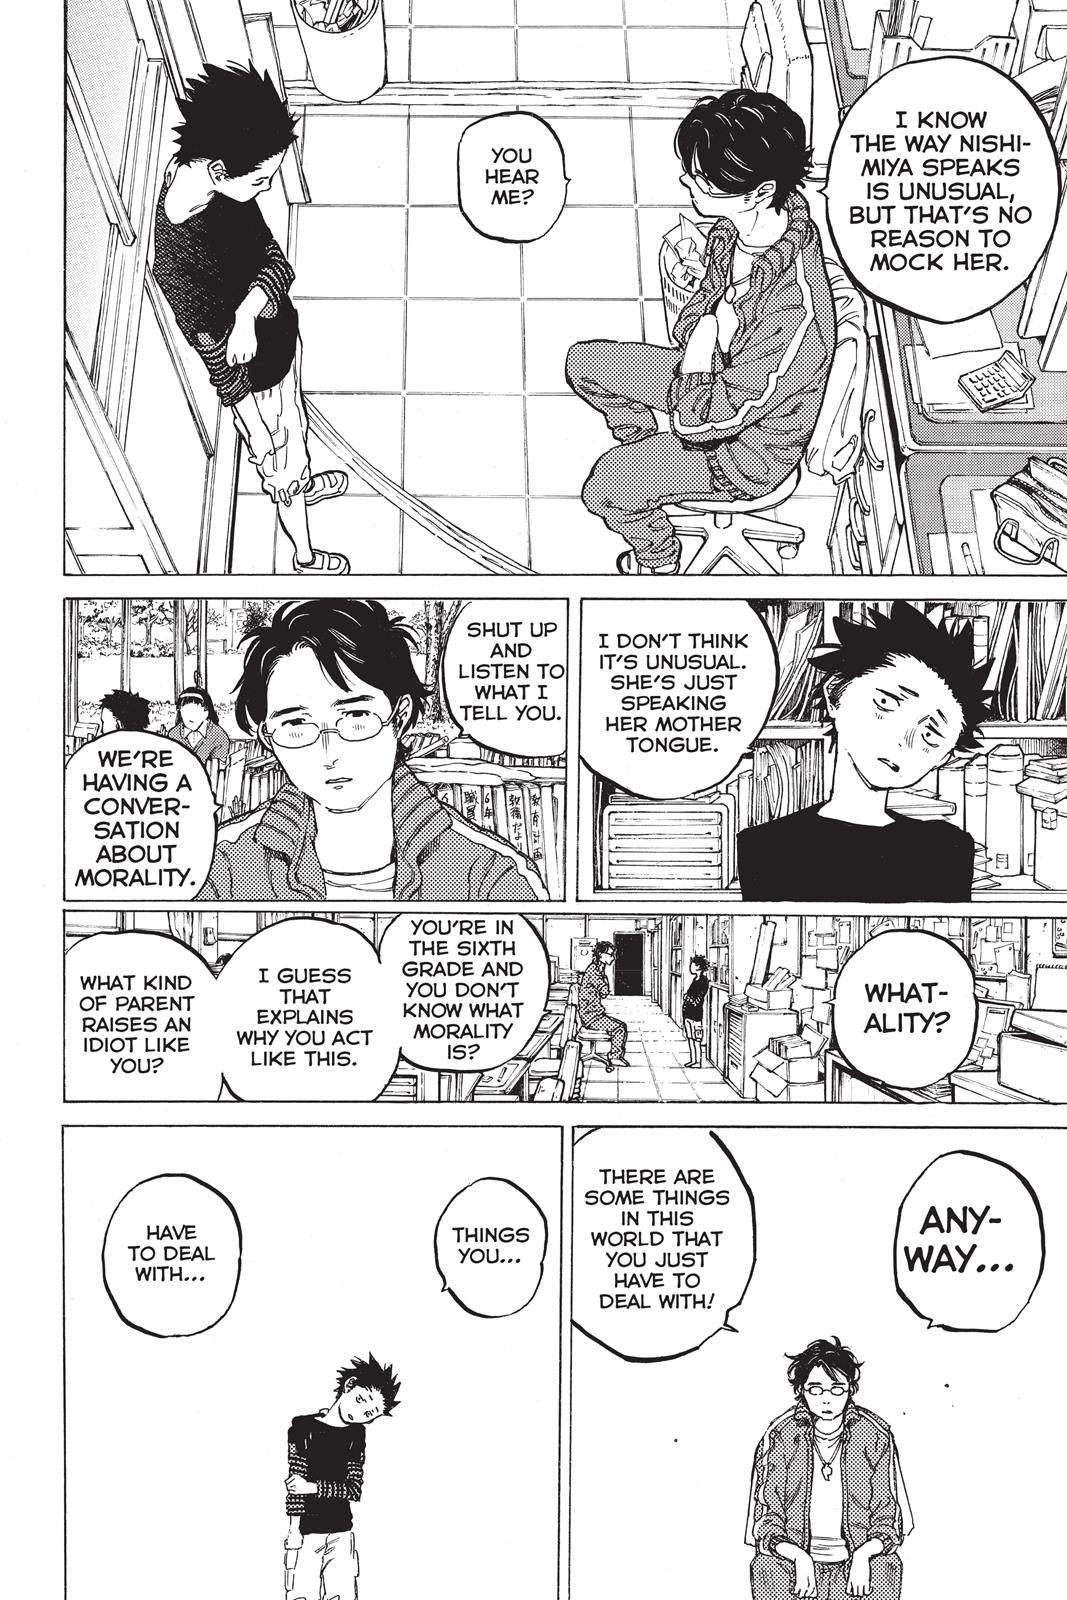 I KNOW
THE WAY NISHI-
MIYA SPEAKS
IS UNUSUAL,
BUT THAT'S NO
REASON TO
MOCK HER.
YOU
HEAR
ME?
I DON'T THINK
IT'S UNUSUAL.
SHE'S JUST
SPEAKING
HER MOTHER
TONGUE.
SHUT UP
AND
LISTEN TO
WHAT I
TELL YOU.
WE'RE
HAVING A
CONVER-
SATION
ABOUT
MORALITY.
WHAT-
ALITY?
YOU'RE IN
THE SIXTH
GRADE AND
YOU DON'T
KNOW WHAT
MORALITY
IS?
I GUESS
THAT
EXPLAINS
WHY YOU ACT
LIKE THIS.
WHAT KIND
OF PARENT
RAISES AN
IDIOT LIKE
YOU?
ANY-
WAY...
THERE ARE
SOME THINGS
IN THIS
WORLD THAT
YOU JUST
HAVE TO
DEAL WITH!
THINGS
YOU...
HAVE
TO DEAL
WITH...